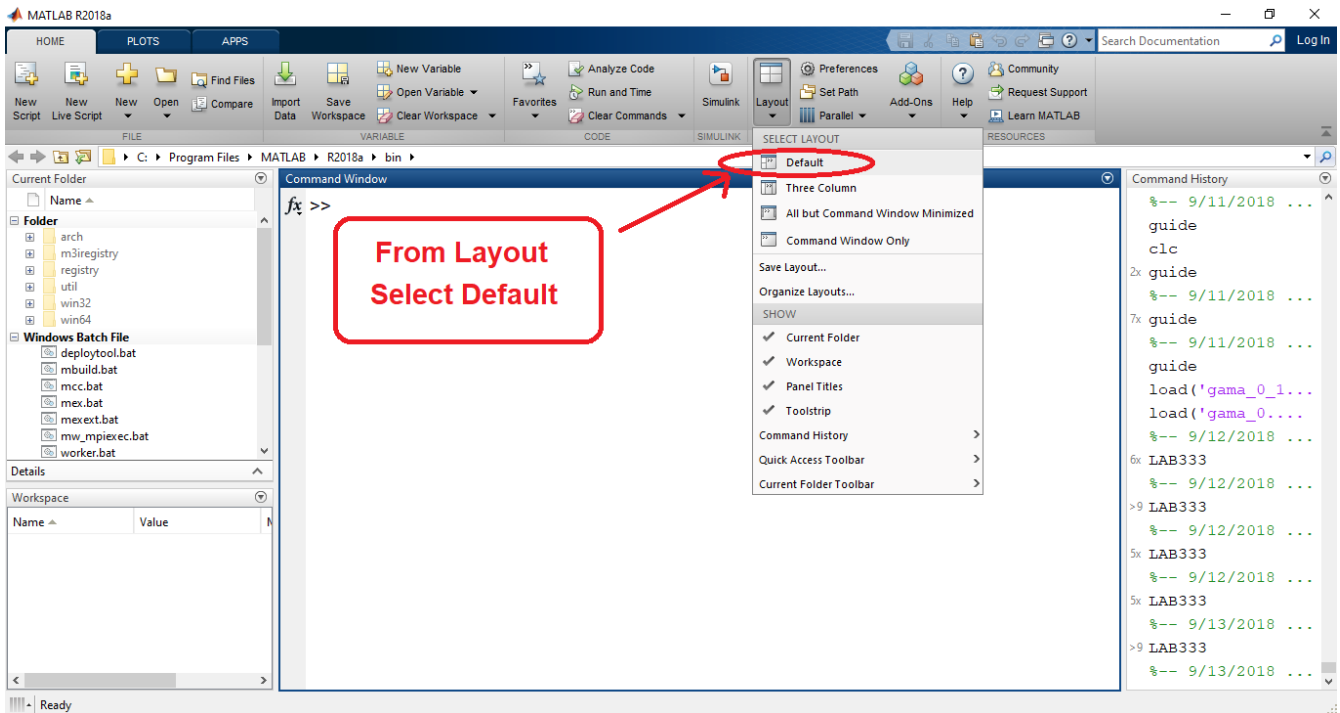 MATLAB R2018a
HOME PLOTS APPS
Search Documentation
Log In
New Script
New Live Script
New
Open
Find Files
Compare
Import Data
Save Workspace
New Variable
Open Variable
Clear Workspace
Favorites
Analyze Code
Run and Time
Clear Commands
Simulink
Layout
Preferences
Set Path
Parallel
Add-Ons
Help
Community
Request Support
Learn MATLAB
FILE
VARIABLE
CODE
SIMULINK
RESOURCES
C: Program Files MATLAB R2018a bin
Current Folder
Name
Folder
arch
m3iregistry
registry
util
win32
win64
Windows Batch File
deploytool.bat
mbuild.bat
mcc.bat
mex.bat
mexext.bat
mw_mpiexec.bat
worker.bat
Details
Workspace
Name Value
Command Window
fx >>
From Layout
Select Default
SELECT LAYOUT
Default
Three Column
All but Command Window Minimized
Command Window Only
Save Layout...
Organize Layouts...
SHOW
Current Folder
Workspace
Panel Titles
Toolstrip
Command History
Quick Access Toolbar
Current Folder Toolbar
Command History
%-- 9/11/2018 ...
guide
clc
2x guide
%-- 9/11/2018 ...
7x guide
%-- 9/11/2018 ...
guide
load('gama_0_1...
load('gama_0....
%-- 9/12/2018 ...
6x LAB333
%-- 9/12/2018 ...
>9 LAB333
%-- 9/12/2018 ...
5x LAB333
%-- 9/12/2018 ...
5x LAB333
%-- 9/13/2018 ...
>9 LAB333
%-- 9/13/2018 ...
Ready